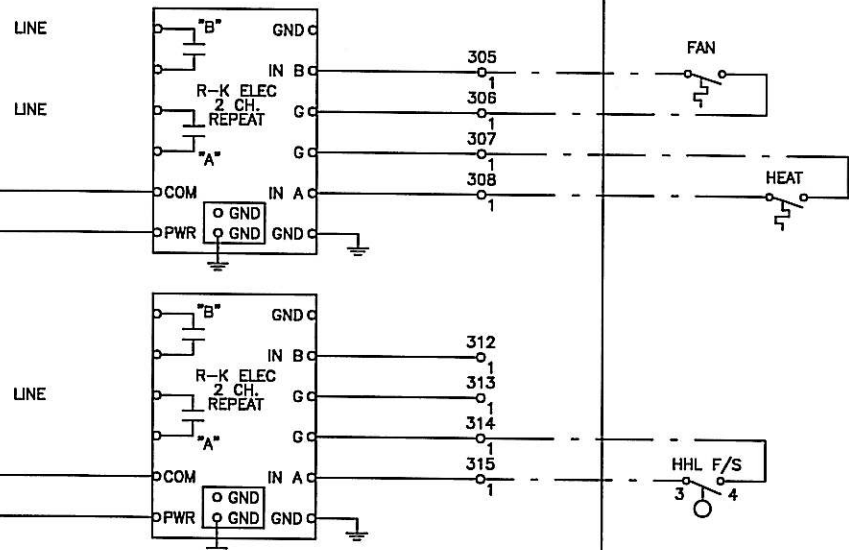 LINE
"B"
GND
IN B
R-K ELEC
2 CH.
REPEAT
305
1
FAN
LINE
G
306
1
"A"
G
307
1
COM
IN A
308
1
HEAT
GND
PWR
GND
GND
"B"
GND
IN B
312
1
R-K ELEC
2 CH.
REPEAT
LINE
G
313
1
"A"
G
314
1
COM
IN A
315
1
HHL F/S
3 4
GND
PWR
GND
GND